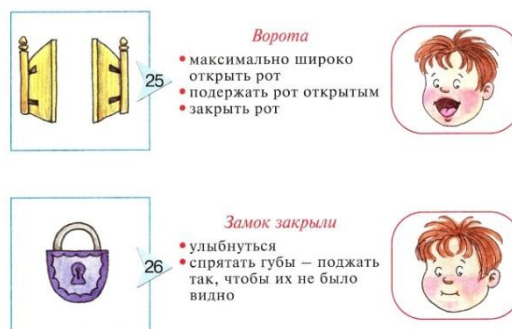 Ворота
25
• максимально широко
открыть рот
• подержать рот открытым
• закрыть рот
Замок закрыли
26
• улыбнуться
• спрятать губы – поджать
так, чтобы их не было
видно